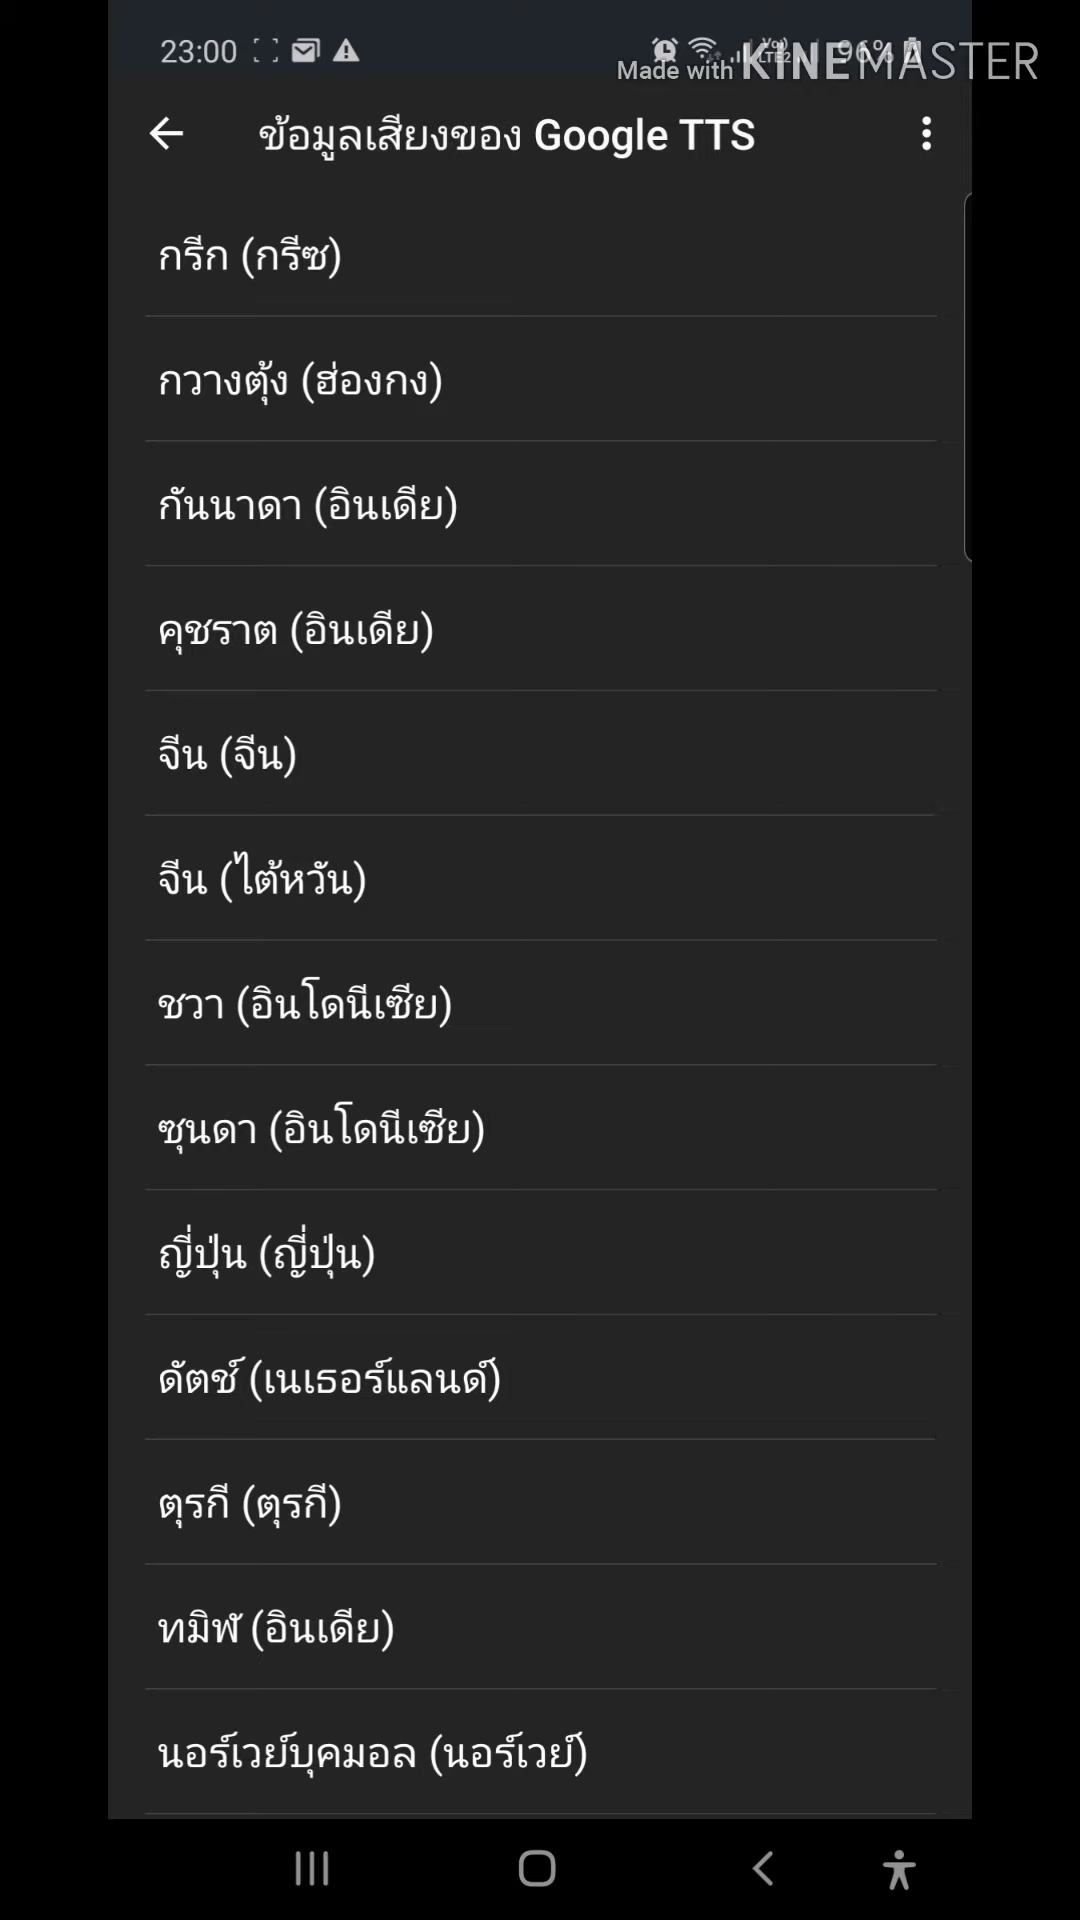 23:00
96%
Made with KINEMASTER
ข้อมูลเสียงของ Google TTS
กรีก (กรีซ)
กวางตุ้ง (ฮ่องกง)
กันนาดา (อินเดีย)
คุชราต (อินเดีย)
จีน (จีน)
จีน (ไต้หวัน)
ชวา (อินโดนีเซีย)
ซุนดา (อินโดนีเซีย)
ญี่ปุ่น (ญี่ปุ่น)
ดัตช์ (เนเธอร์แลนด์)
ตุรกี (ตุรกี)
ทมิฬ (อินเดีย)
นอร์เวย์บุคมอล (นอร์เวย์)